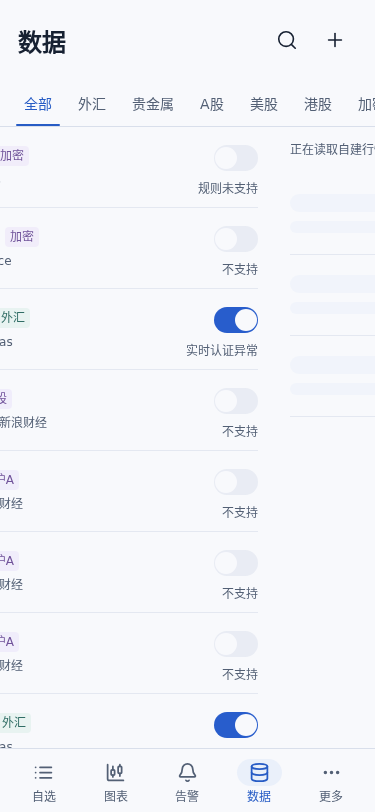 数据
全部 外汇 贵金属 A股 美股 港股 加
加密
规则未支持
正在读取自建行
加密
ce
不支持
外汇
as
实时认证异常
股
新浪财经
不支持
A
财经
不支持
A
财经
不支持
A
财经
不支持
外汇
as
自选 图表 告警 数据 更多